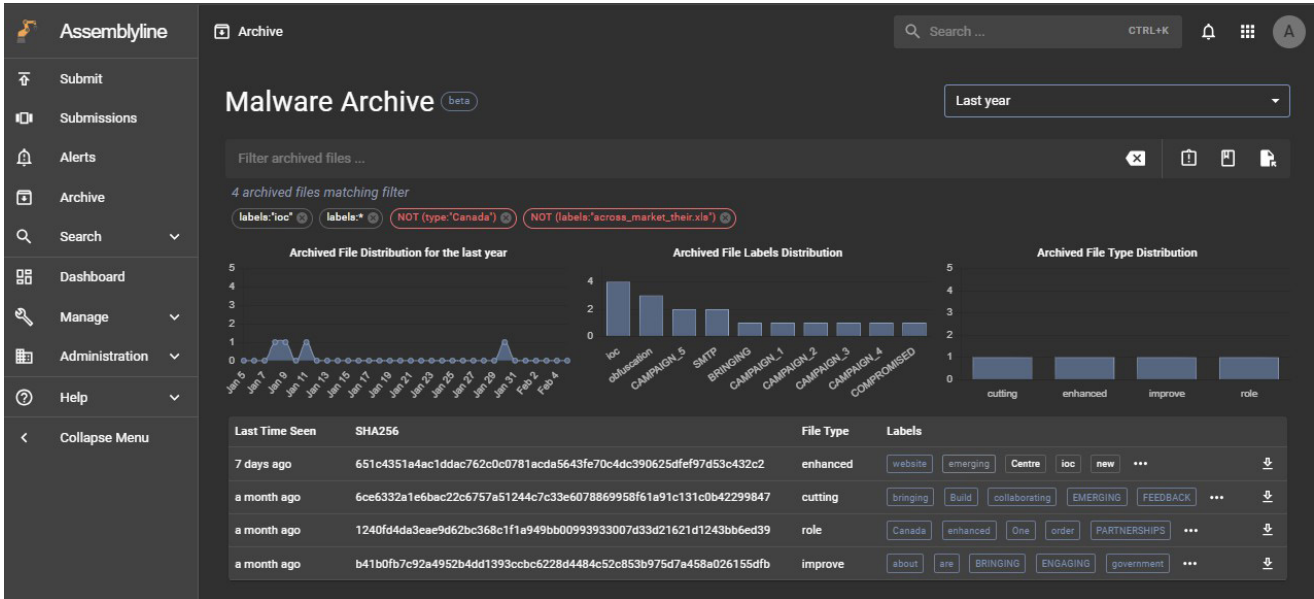 Assemblyline
Archive
Search ...
CTRL+K
A
Submit
Submissions
Alerts
Archive
Search
Dashboard
Manage
Administration
Help
Collapse Menu
Malware Archive beta
Last year
Filter archived files ...
4 archived files matching filter
labels:"ioc"
labels:*
NOT (type:"Canada")
NOT (labels:"across_market_their.xls")
Archived File Distribution for the last year
5
4
3
2
1
0
Jan 5
Jan 7
Jan 9
Jan 11
Jan 13
Jan 15
Jan 17
Jan 19
Jan 21
Jan 23
Jan 25
Jan 27
Jan 29
Jan 31
Feb 2
Feb 4
Archived File Labels Distribution
4
2
0
ioc
obfuscation
CAMPAIGN_5
SMTP
BRINGING
CAMPAIGN_1
CAMPAIGN_2
CAMPAIGN_3
CAMPAIGN_4
COMPROMISED
Archived File Type Distribution
5
4
3
2
1
0
cutting
enhanced
improve
role
Last Time Seen SHA256 File Type Labels
7 days ago 651c4351a4ac1ddac762c0c0781acda5643fe70c4dc390625dfef97d53c432c2 enhanced website emerging Centre ioc new
a month ago 6ce6332a1e6bac22c6757a51244c7c33e6078869958f61a91c131c0b42299847 cutting bringing Build collaborating EMERGING FEEDBACK
a month ago 1240fd4da3eae9d62bc368c1f1a949bb00993933007d33d21621d1243bb6ed39 role Canada enhanced One order PARTNERSHIPS
a month ago b41b0fb7c92a4952b4dd1393ccbc6228d4484c52c853b975d7a458a026155dfb improve about are BRINGING ENGAGING government